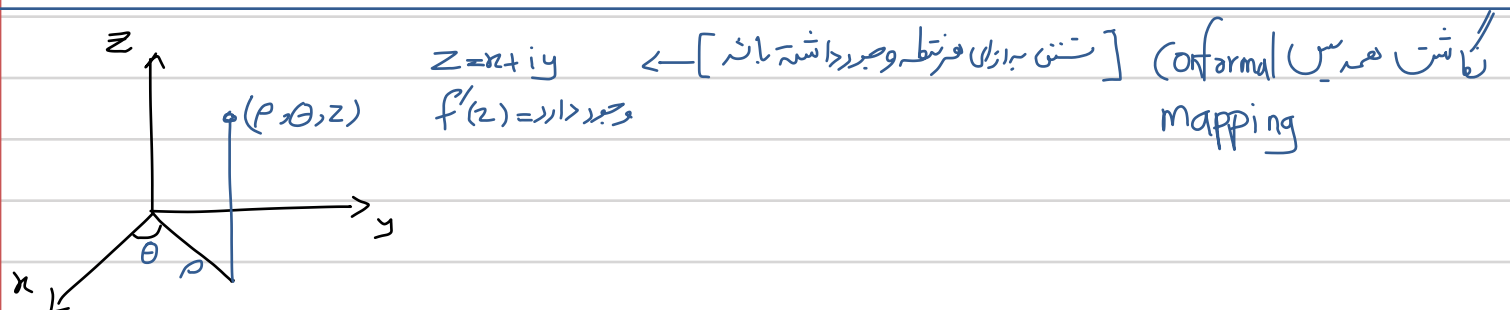 نگاشت همدیس conformal [مشتق به ازای هر نقطه وجود داشته باشد] ← z=x+iy
mapping
f'(z)= وجود دارد
z
(ρ,θ,z)
y
θ
ρ
x